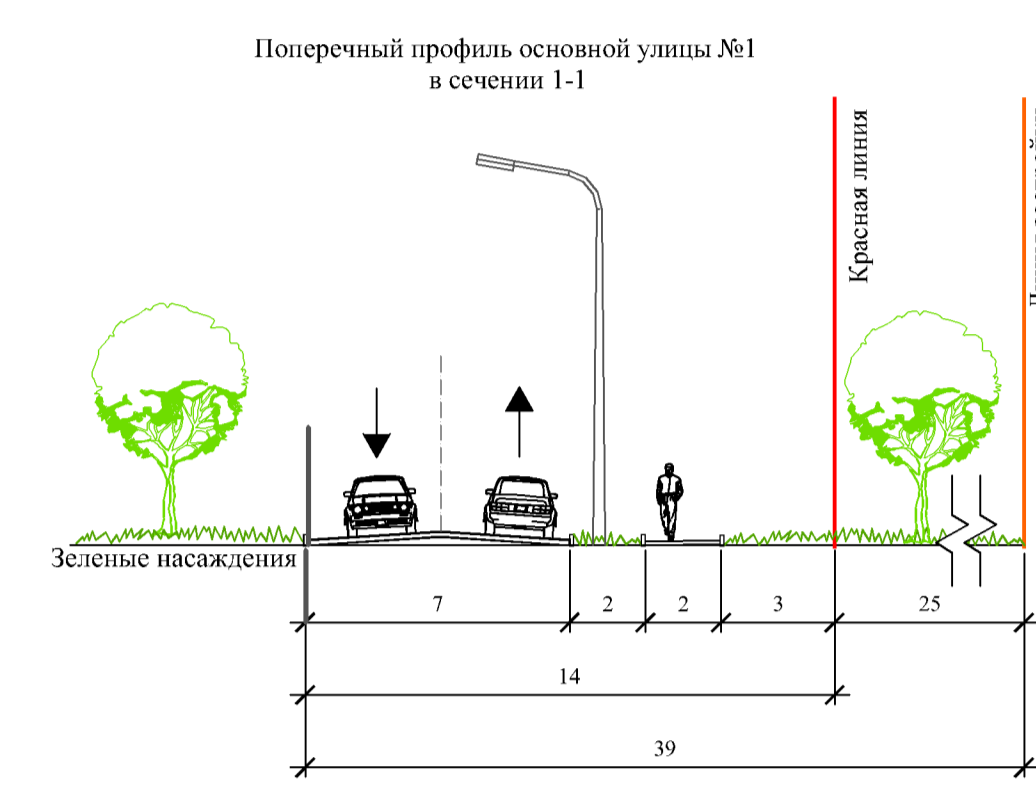 Поперечный профиль основной улицы №1
в сечении 1-1
Красная линия
Зеленые насаждения
7
2
2
3
25
14
39